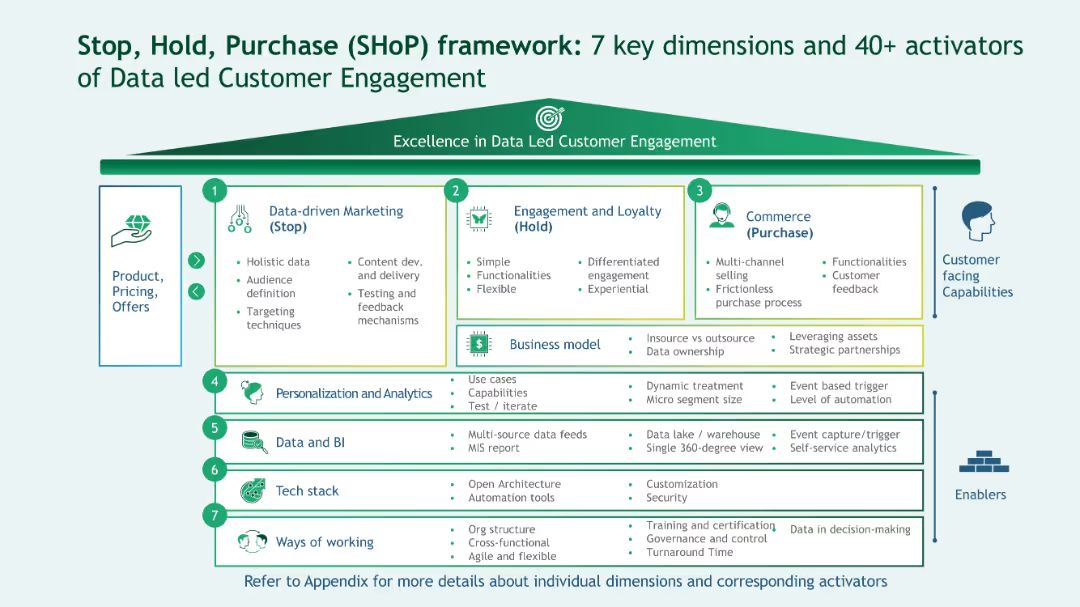 Stop, Hold, Purchase (SHoP) framework: 7 key dimensions and 40+ activators
of Data led Customer Engagement
Excellence in Data Led Customer Engagement
Product,
Pricing,
Offers
1
Data-driven Marketing
(Stop)
• Holistic data
• Audience
definition
• Targeting
techniques
• Content dev.
and delivery
• Testing and
feedback
mechanisms
2
Engagement and Loyalty
(Hold)
• Simple
• Functionalities
• Flexible
• Differentiated
engagement
• Experiential
3
Commerce
(Purchase)
• Multi-channel
selling
• Frictionless
purchase process
• Functionalities
• Customer
feedback
Customer
facing
Capabilities
$
Business model
• Insource vs outsource
• Data ownership
• Leveraging assets
• Strategic partnerships
4
Personalization and Analytics
• Use cases
• Capabilities
• Test / iterate
• Dynamic treatment
• Micro segment size
• Event based trigger
• Level of automation
5
Data and BI
• Multi-source data feeds
• MIS report
• Data lake / warehouse
• Single 360-degree view
• Event capture/trigger
• Self-service analytics
6
Tech stack
• Open Architecture
• Automation tools
• Customization
• Security
7
Ways of working
• Org structure
• Cross-functional
• Agile and flexible
• Training and certification
• Governance and control
• Turnaround Time
• Data in decision-making
Enablers
Refer to Appendix for more details about individual dimensions and corresponding activators